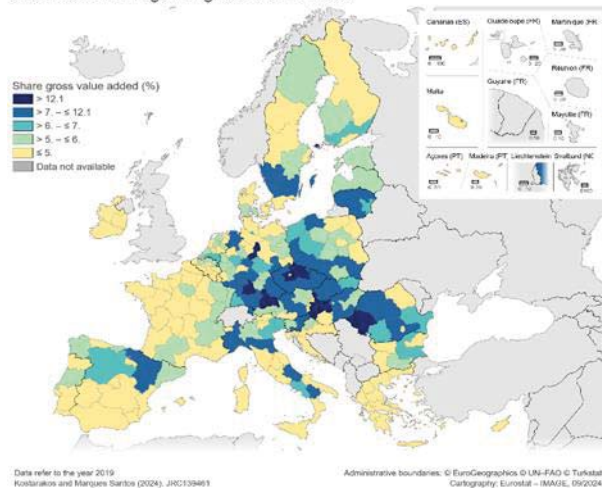 Share gross value added (%)
> 12.1
> 7. – ≤ 12.1
> 6. – ≤ 7.
> 5. – ≤ 6.
≤ 5.
Data not available
Canarias (ES)
Guadeloupe (FR)
Martinique (FR
Réunion (FR)
Malta
Guyane (FR)
Mayotte (FR)
Açores (PT)
Madeira (PT)
Liechtenstein
Svalbard (NO
Data refer to the year 2019
Kostarakos and Marques Santos (2024). JRC139461
Administrative boundaries: © EuroGeographics © UN–FAO © Turkstat
Cartography: Eurostat – IMAGE, 09/2024